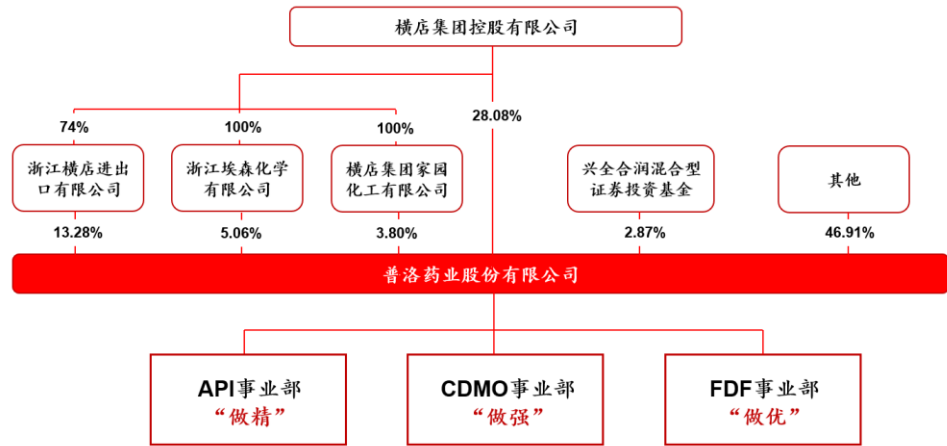 横店集团控股有限公司
28.08%
74%
100%
100%
浙江横店进出
口有限公司
浙江埃森化学
有限公司
横店集团家园
化工有限公司
兴全合润混合型
证券投资基金
其他
13.28%
5.06%
3.80%
2.87%
46.91%
普洛药业股份有限公司
API事业部
“做精”
CDMO事业部
“做强”
FDF事业部
“做优”